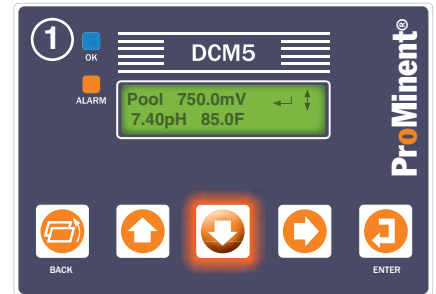 1
OK
DCM5
ALARM
Pool 750.0mV
7.40pH 85.0F
ProMinent®
BACK
ENTER